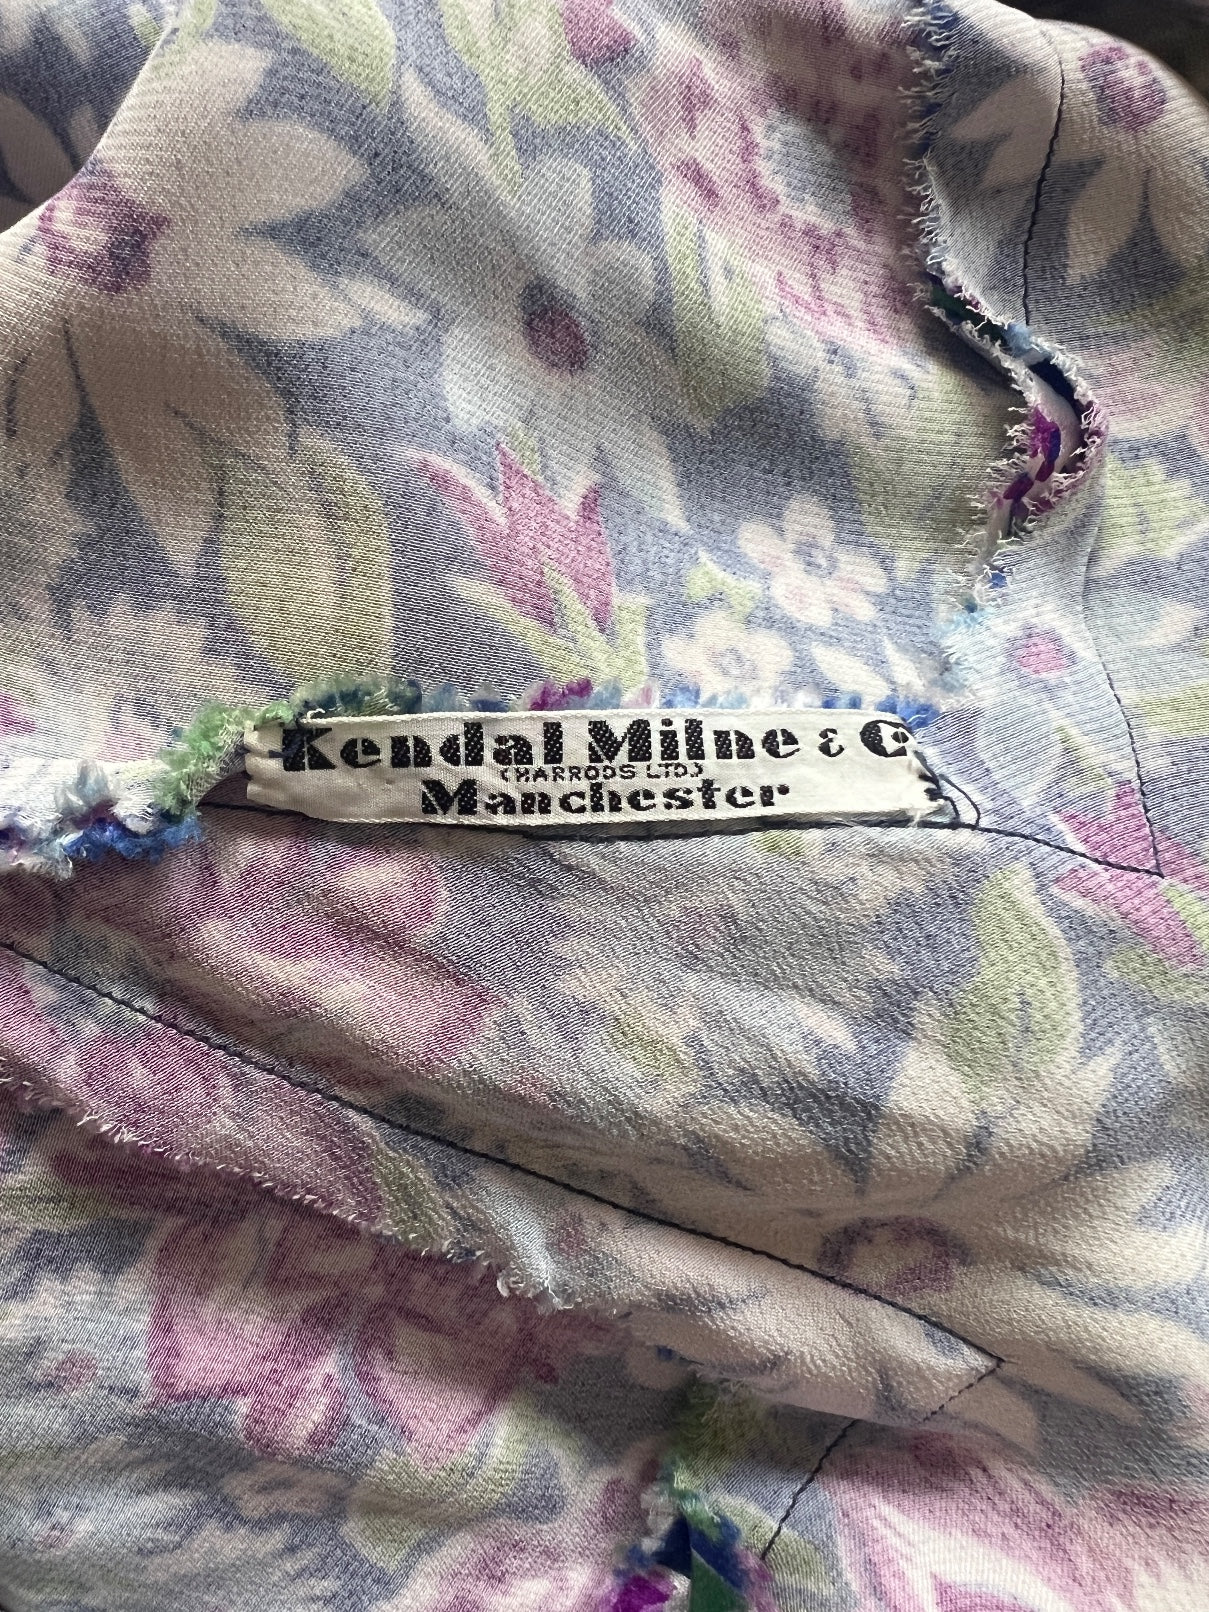 Kendal Milne & Co
(HARRODS LTD.)
Manchester